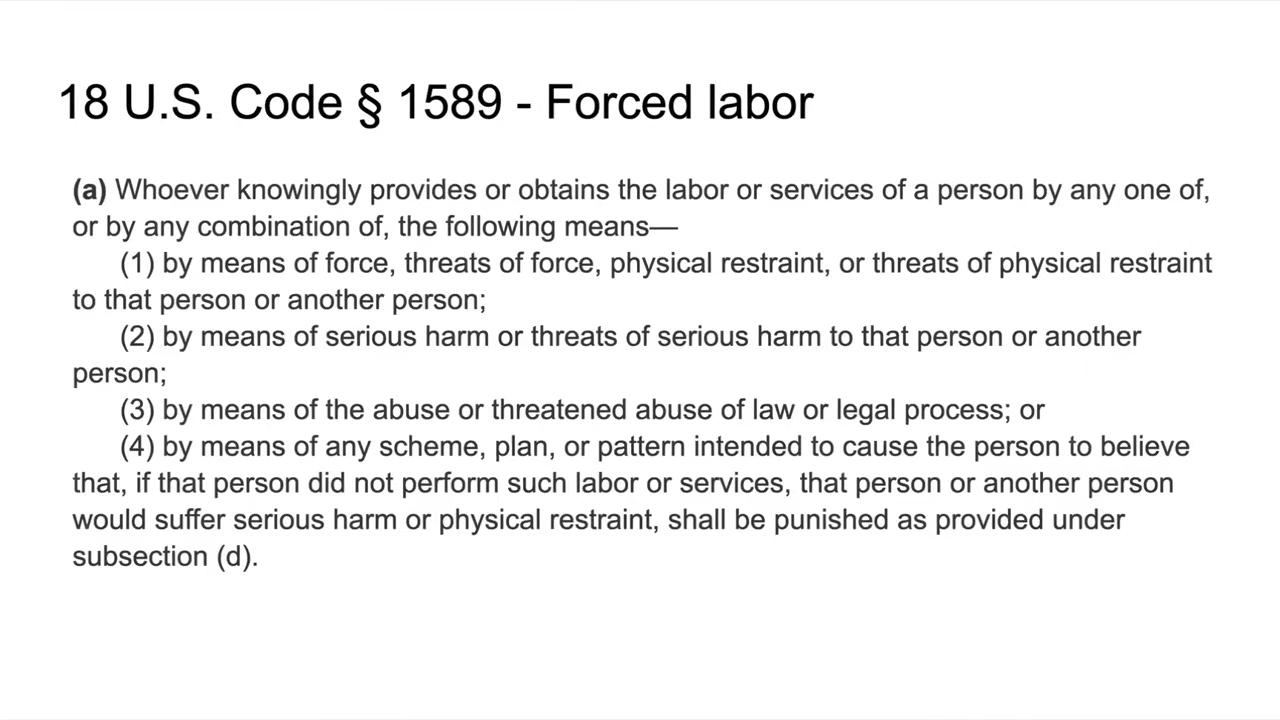 18 U.S. Code § 1589 - Forced labor
(a) Whoever knowingly provides or obtains the labor or services of a person by any one of,
or by any combination of, the following means—
(1) by means of force, threats of force, physical restraint, or threats of physical restraint
to that person or another person;
(2) by means of serious harm or threats of serious harm to that person or another
person;
(3) by means of the abuse or threatened abuse of law or legal process; or
(4) by means of any scheme, plan, or pattern intended to cause the person to believe
that, if that person did not perform such labor or services, that person or another person
would suffer serious harm or physical restraint, shall be punished as provided under
subsection (d).